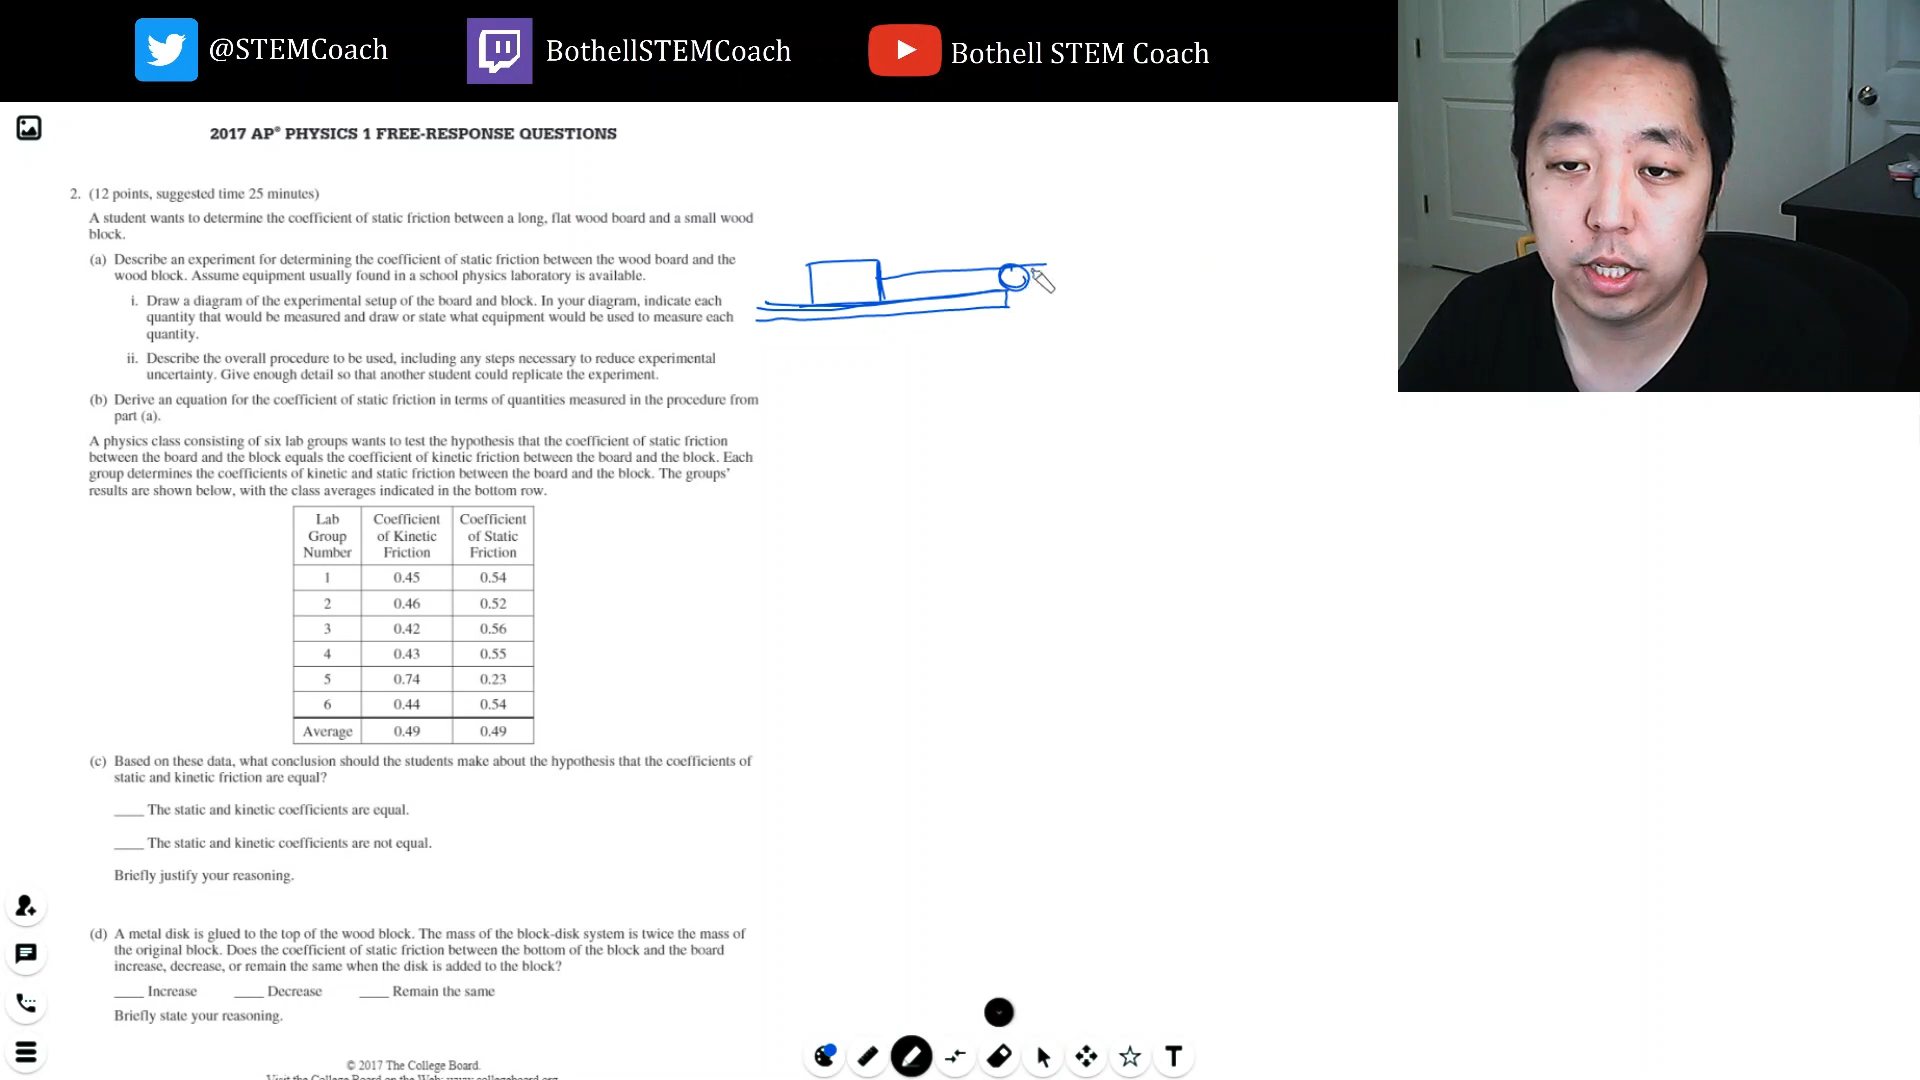 @STEMCoach
BothellSTEMCoach
Bothell STEM Coach
2017 AP® PHYSICS 1 FREE-RESPONSE QUESTIONS
2. (12 points, suggested time 25 minutes)
A student wants to determine the coefficient of static friction between a long, flat wood board and a small wood
block.
(a) Describe an experiment for determining the coefficient of static friction between the wood board and the
wood block. Assume equipment usually found in a school physics laboratory is available.
i. Draw a diagram of the experimental setup of the board and block. In your diagram, indicate each
quantity that would be measured and draw or state what equipment would be used to measure each
quantity.
ii. Describe the overall procedure to be used, including any steps necessary to reduce experimental
uncertainty. Give enough detail so that another student could replicate the experiment.
(b) Derive an equation for the coefficient of static friction in terms of quantities measured in the procedure from
part (a).
A physics class consisting of six lab groups wants to test the hypothesis that the coefficient of static friction
between the board and the block equals the coefficient of kinetic friction between the board and the block. Each
group determines the coefficients of kinetic and static friction between the board and the block. The groups'
results are shown below, with the class averages indicated in the bottom row.
Lab Coefficient Coefficient
Group of Kinetic of Static
Number Friction Friction
1 0.45 0.54
2 0.46 0.52
3 0.42 0.56
4 0.43 0.55
5 0.74 0.23
6 0.44 0.54
Average 0.49 0.49
(c) Based on these data, what conclusion should the students make about the hypothesis that the coefficients of
static and kinetic friction are equal?
____ The static and kinetic coefficients are equal.
____ The static and kinetic coefficients are not equal.
Briefly justify your reasoning.
(d) A metal disk is glued to the top of the wood block. The mass of the block-disk system is twice the mass of
the original block. Does the coefficient of static friction between the bottom of the block and the board
increase, decrease, or remain the same when the disk is added to the block?
____ Increase ____ Decrease ____ Remain the same
Briefly state your reasoning.
© 2017 The College Board.
Visit the College Board on the Web: www.collegeboard.org
T